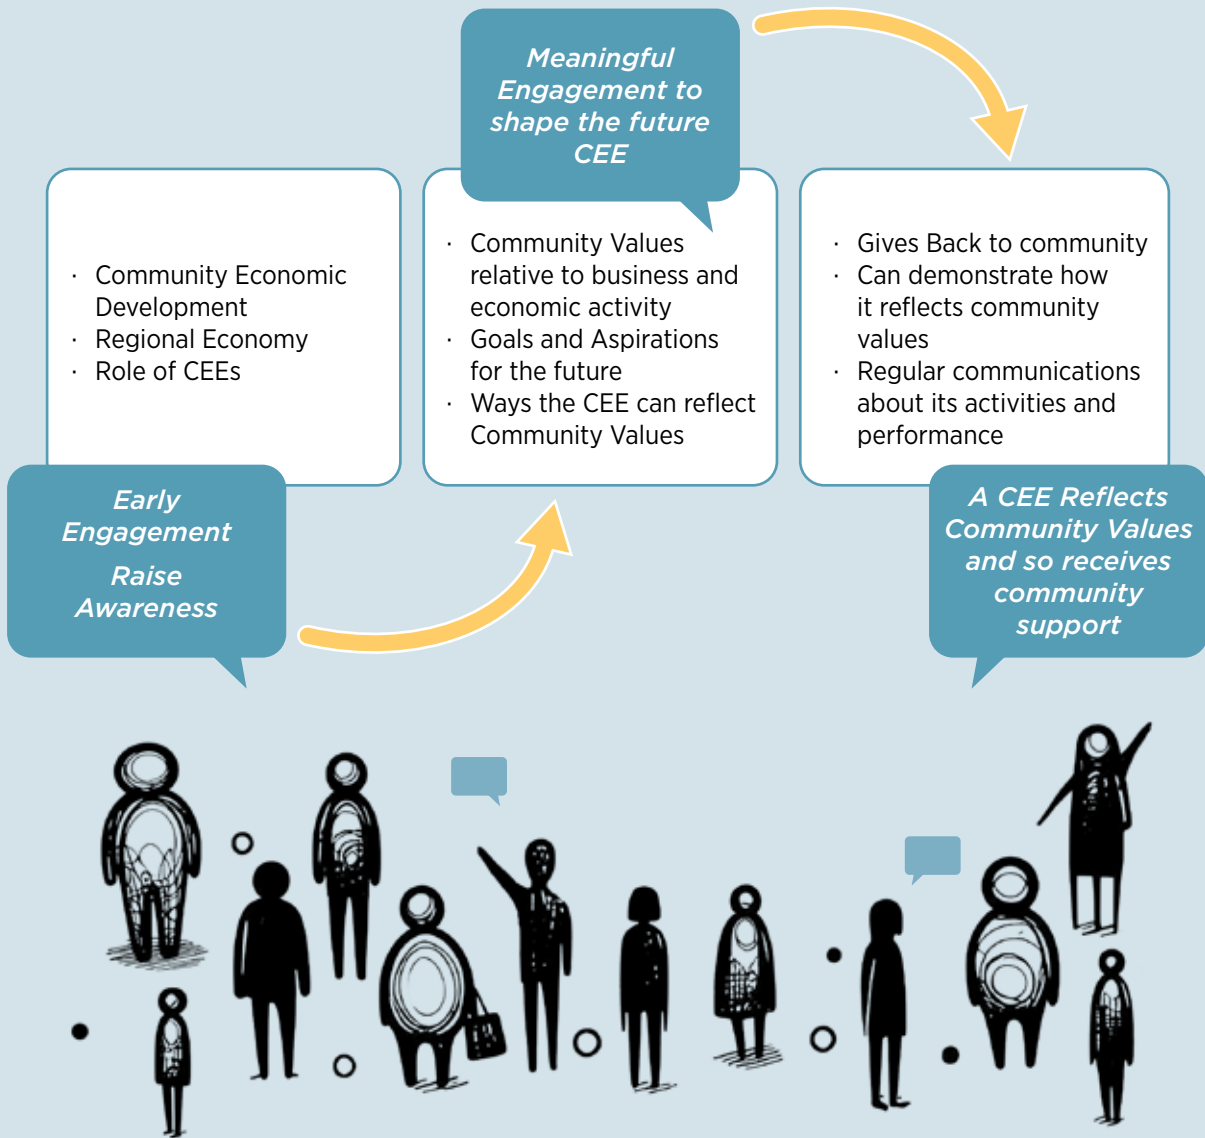 Meaningful
Engagement to
shape the future
CEE
· Community Economic
Development
· Regional Economy
· Role of CEEs
Early
Engagement
Raise
Awareness
· Community Values
relative to business and
economic activity
· Goals and Aspirations
for the future
· Ways the CEE can reflect
Community Values
· Gives Back to community
· Can demonstrate how
it reflects community
values
· Regular communications
about its activities and
performance
A CEE Reflects
Community Values
and so receives
community
support